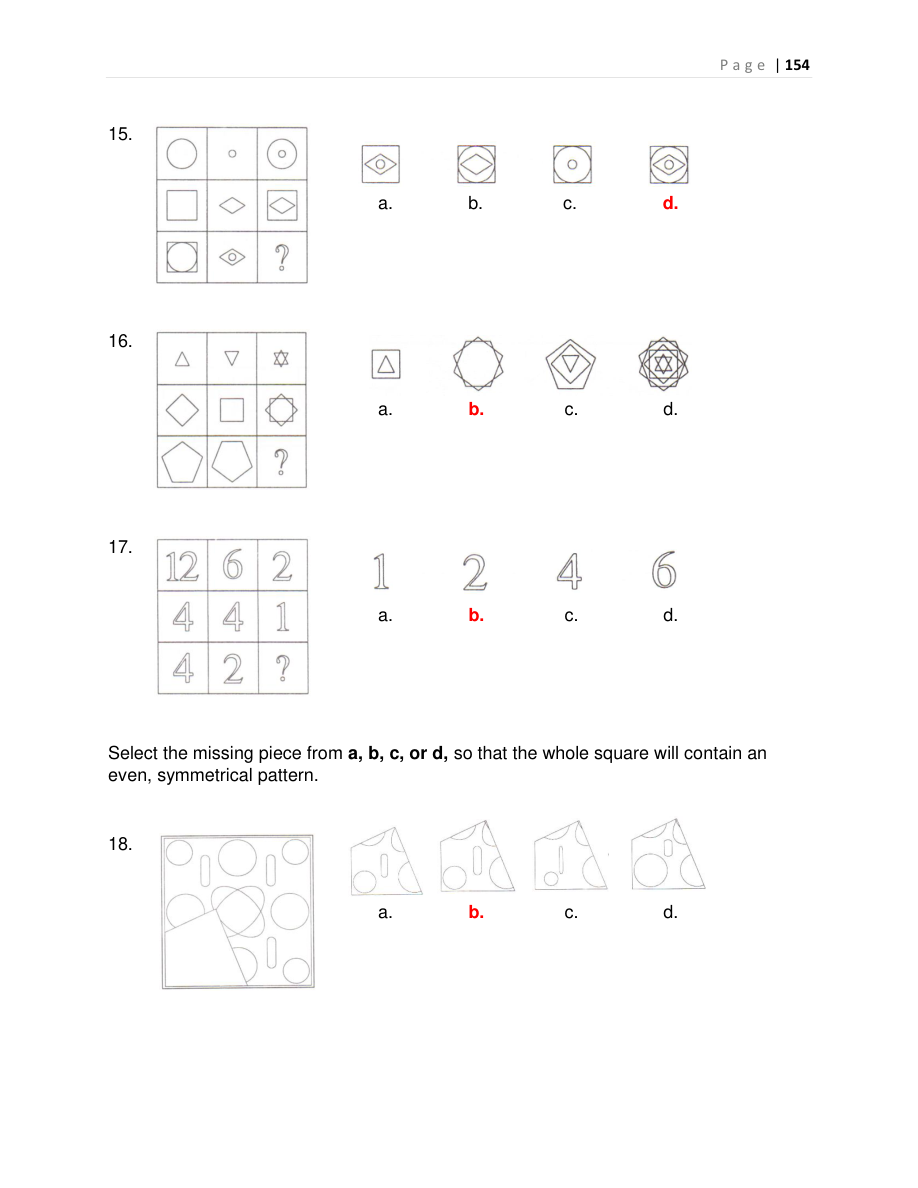 Page | 154
15.
a. b. c. d.
?
16.
a. b. c. d.
?
17.
12 6 2
1 2 4 6
4 4 1
a. b. c. d.
4 2 ?
Select the missing piece from a, b, c, or d, so that the whole square will contain an
even, symmetrical pattern.
18.
a. b. c. d.